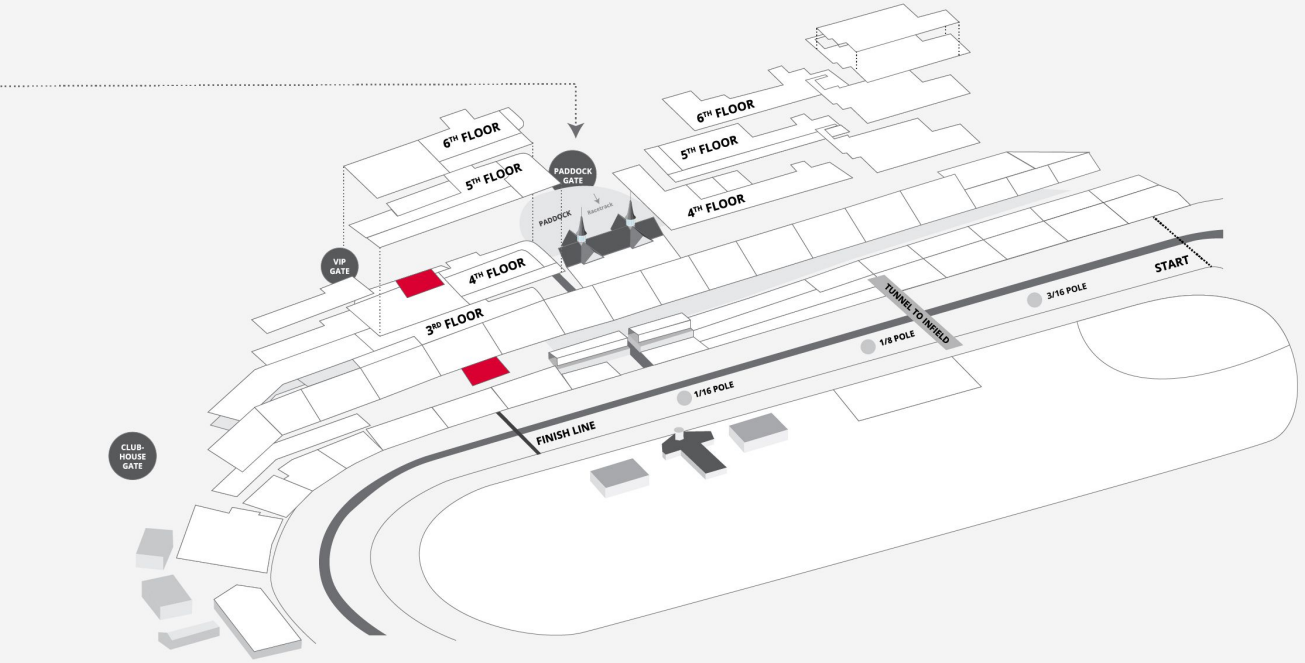 6TH FLOOR
5TH FLOOR
PADDOCK
GATE
PADDOCK
Racetrack
6TH FLOOR
5TH FLOOR
4TH FLOOR
VIP
GATE
4TH FLOOR
3RD FLOOR
START
3/16 POLE
TUNNEL TO INFIELD
1/8 POLE
1/16 POLE
FINISH LINE
CLUB-
HOUSE
GATE